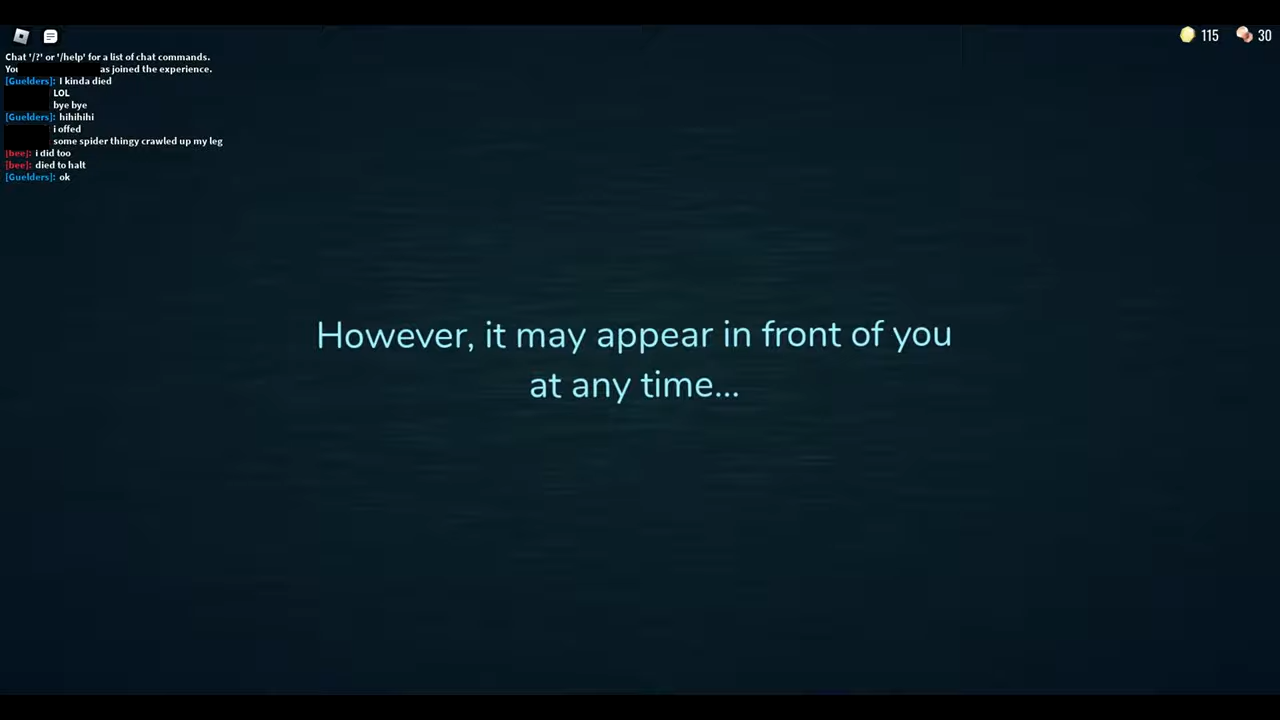 115 30
Chat '/?' or '/help' for a list of chat commands.
You as joined the experience.
[Guelders]: I kinda died
LOL
bye bye
[Guelders]: hihihihi
i offed
some spider thingy crawled up my leg
[bee]: i did too
[bee]: died to halt
[Guelders]: ok
However, it may appear in front of you
at any time...